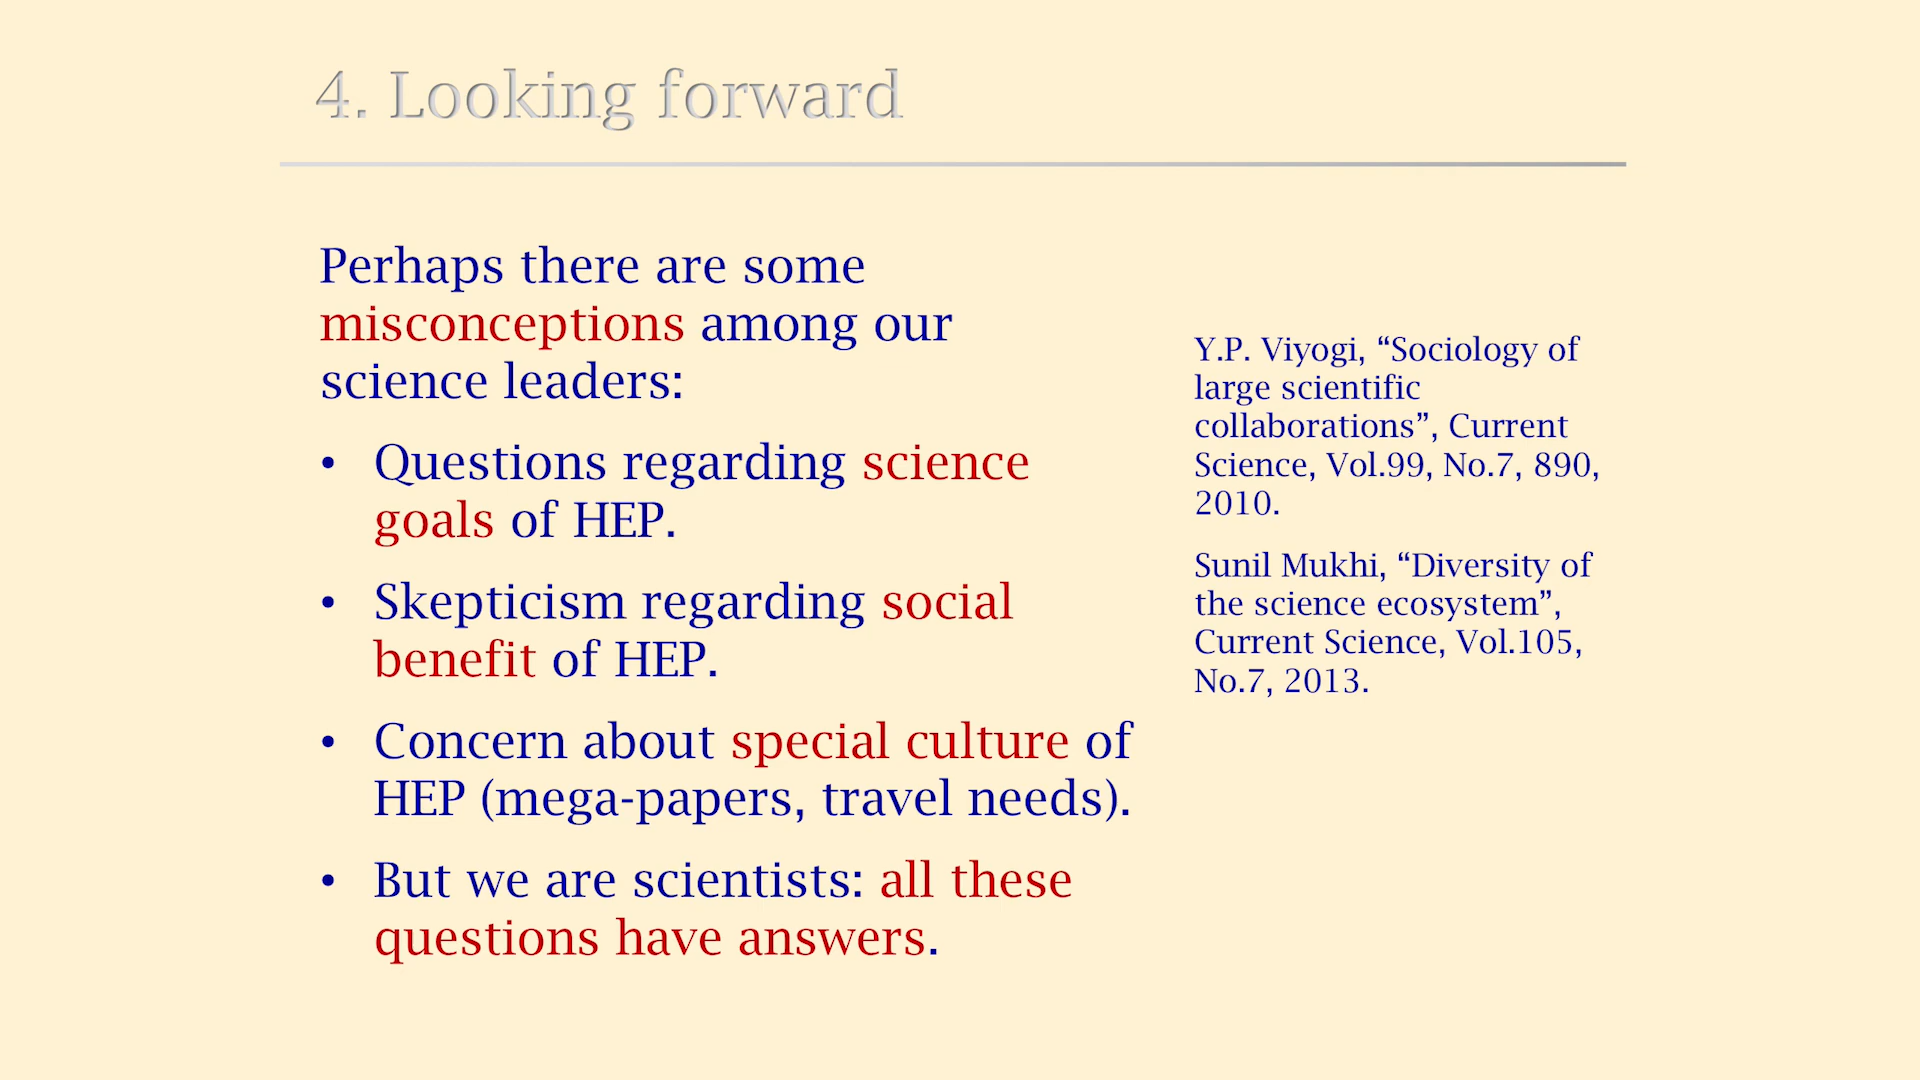 4. Looking forward
Perhaps there are some
misconceptions among our
science leaders:
• Questions regarding science
goals of HEP.
• Skepticism regarding social
benefit of HEP.
• Concern about special culture of
HEP (mega-papers, travel needs).
• But we are scientists: all these
questions have answers.
Y.P. Viyogi, “Sociology of
large scientific
collaborations”, Current
Science, Vol.99, No.7, 890,
2010.
Sunil Mukhi, “Diversity of
the science ecosystem”,
Current Science, Vol.105,
No.7, 2013.